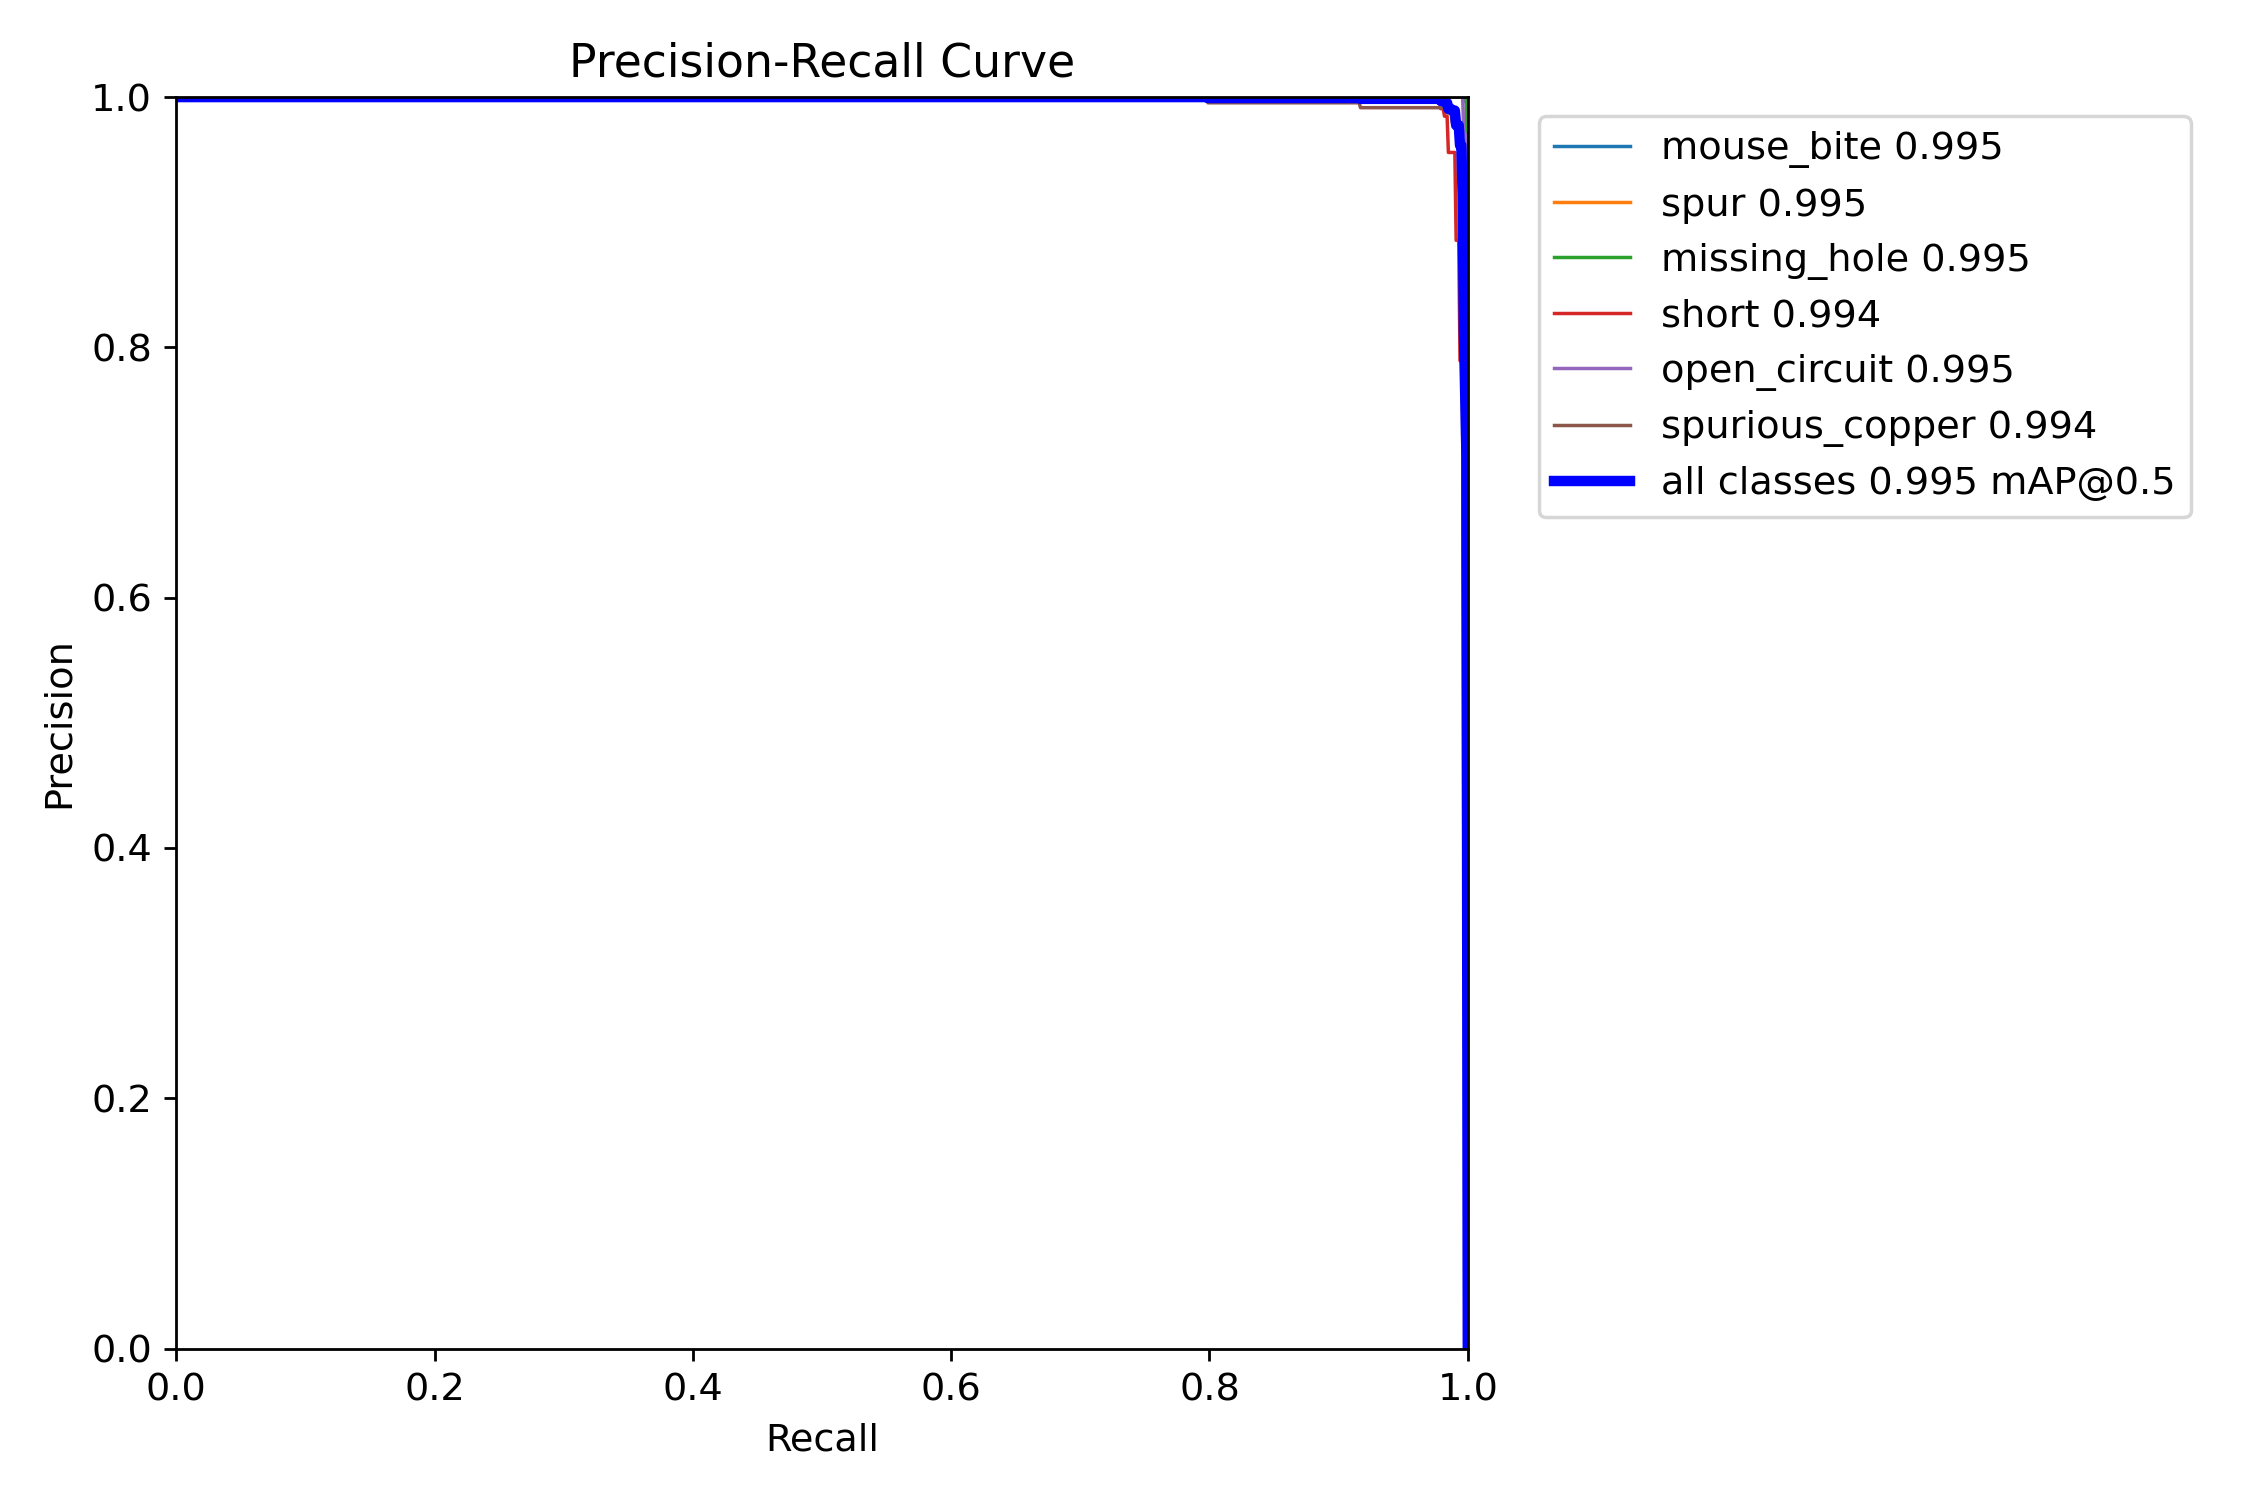 Precision-Recall Curve
1.0
0.8
0.6
0.4
0.2
0.0
Precision
0.0 0.2 0.4 0.6 0.8 1.0
Recall
mouse_bite 0.995
spur 0.995
missing_hole 0.995
short 0.994
open_circuit 0.995
spurious_copper 0.994
all classes 0.995 mAP@0.5